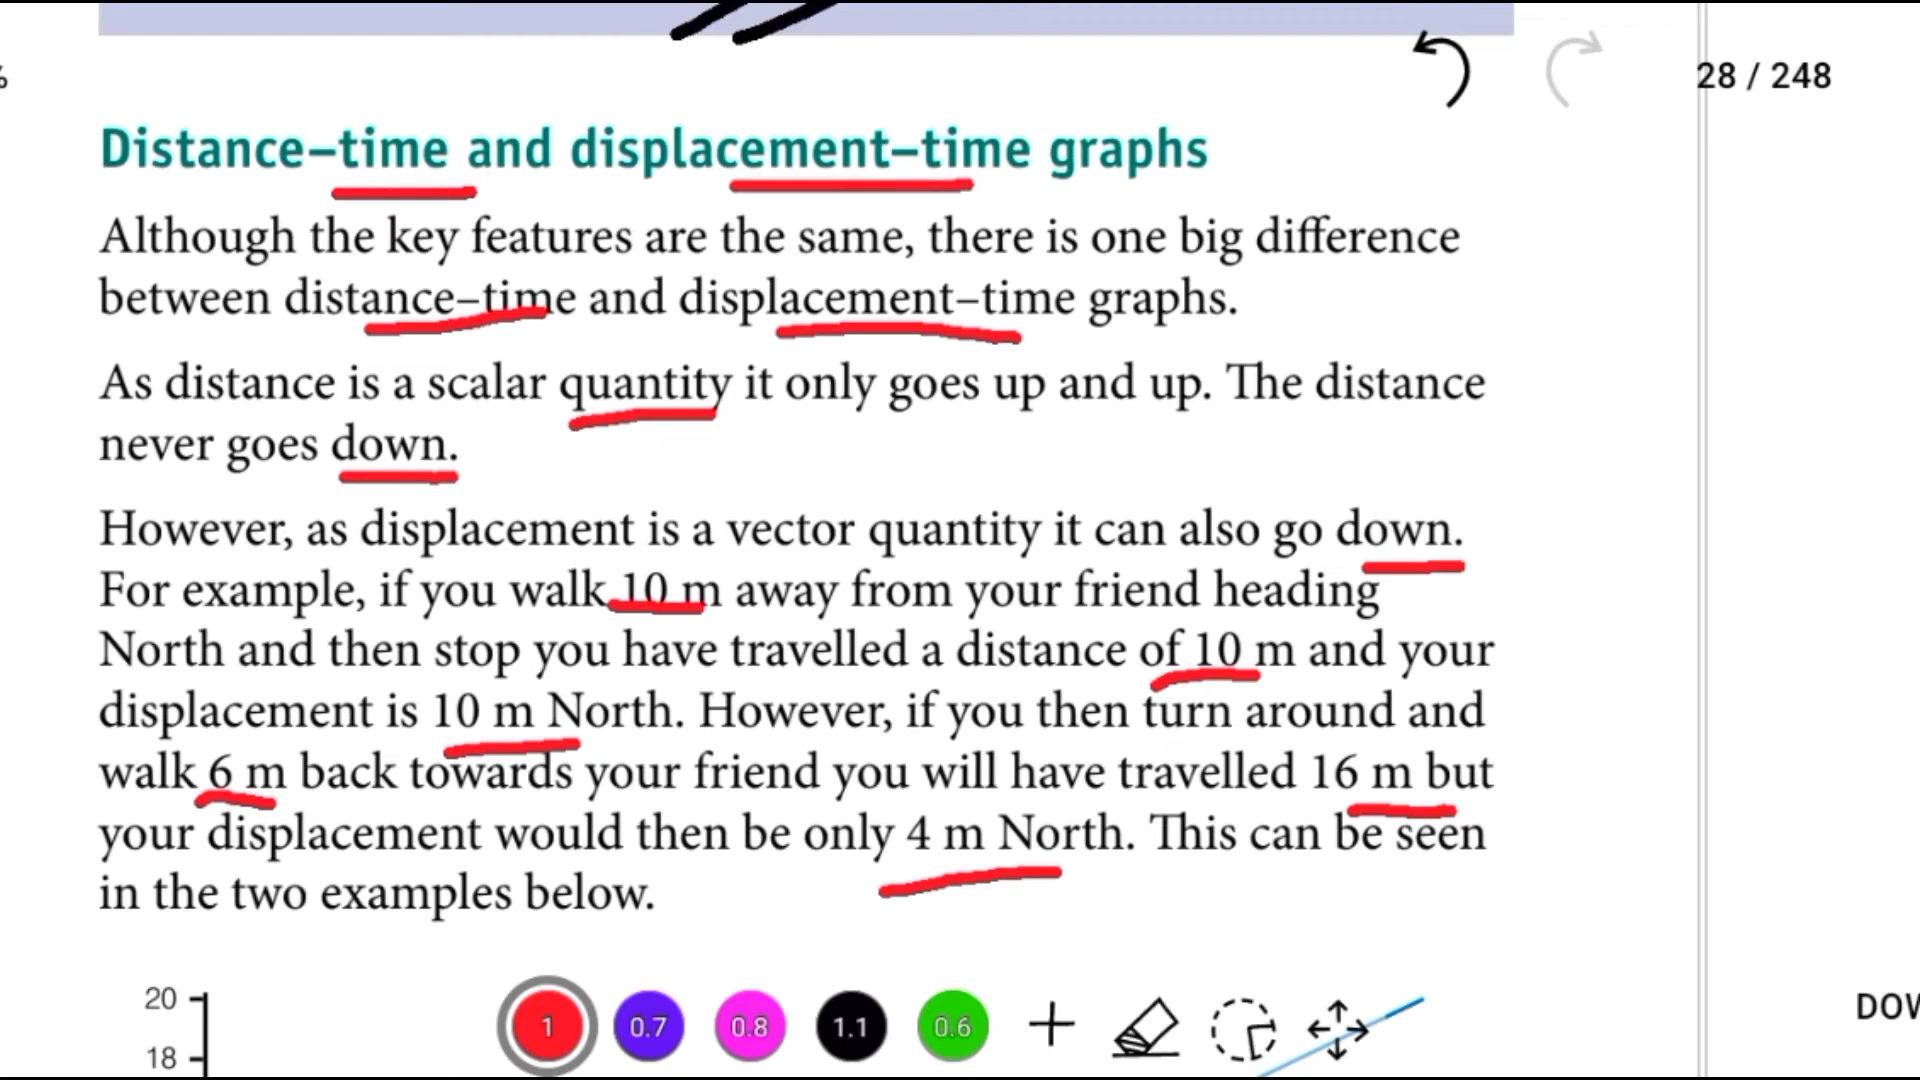 %
28 / 248
Distance–time and displacement–time graphs
Although the key features are the same, there is one big difference
between distance–time and displacement–time graphs.
As distance is a scalar quantity it only goes up and up. The distance
never goes down.
However, as displacement is a vector quantity it can also go down.
For example, if you walk 10 m away from your friend heading
North and then stop you have travelled a distance of 10 m and your
displacement is 10 m North. However, if you then turn around and
walk 6 m back towards your friend you will have travelled 16 m but
your displacement would then be only 4 m North. This can be seen
in the two examples below.
20
18
1 0.7 0.8 1.1 0.6